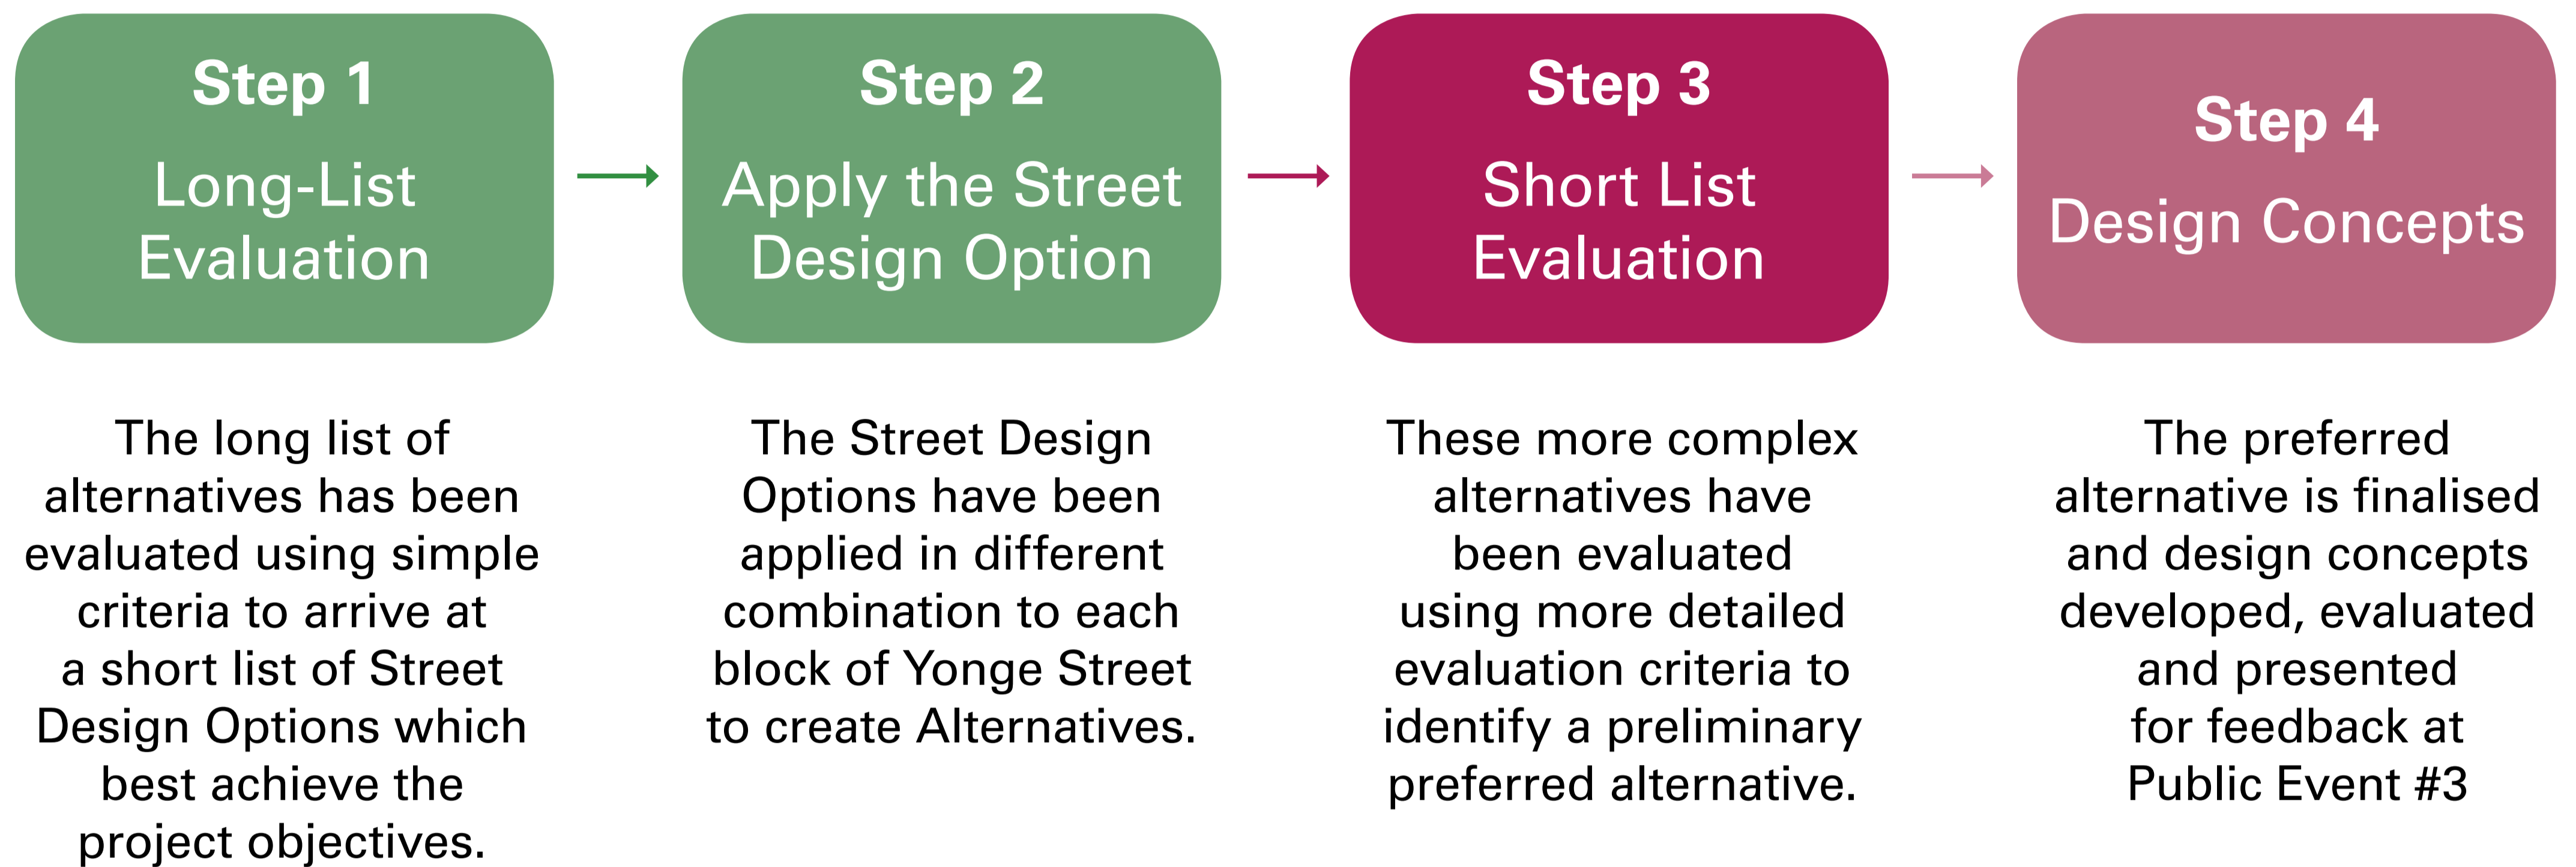 Step 1
Long-List
Evaluation
Step 2
Apply the Street
Design Option
Step 3
Short List
Evaluation
Step 4
Design Concepts
The long list of
alternatives has been
evaluated using simple
criteria to arrive at
a short list of Street
Design Options which
best achieve the
project objectives.
The Street Design
Options have been
applied in different
combination to each
block of Yonge Street
to create Alternatives.
These more complex
alternatives have
been evaluated
using more detailed
evaluation criteria to
identify a preliminary
preferred alternative.
The preferred
alternative is finalised
and design concepts
developed, evaluated
and presented
for feedback at
Public Event #3